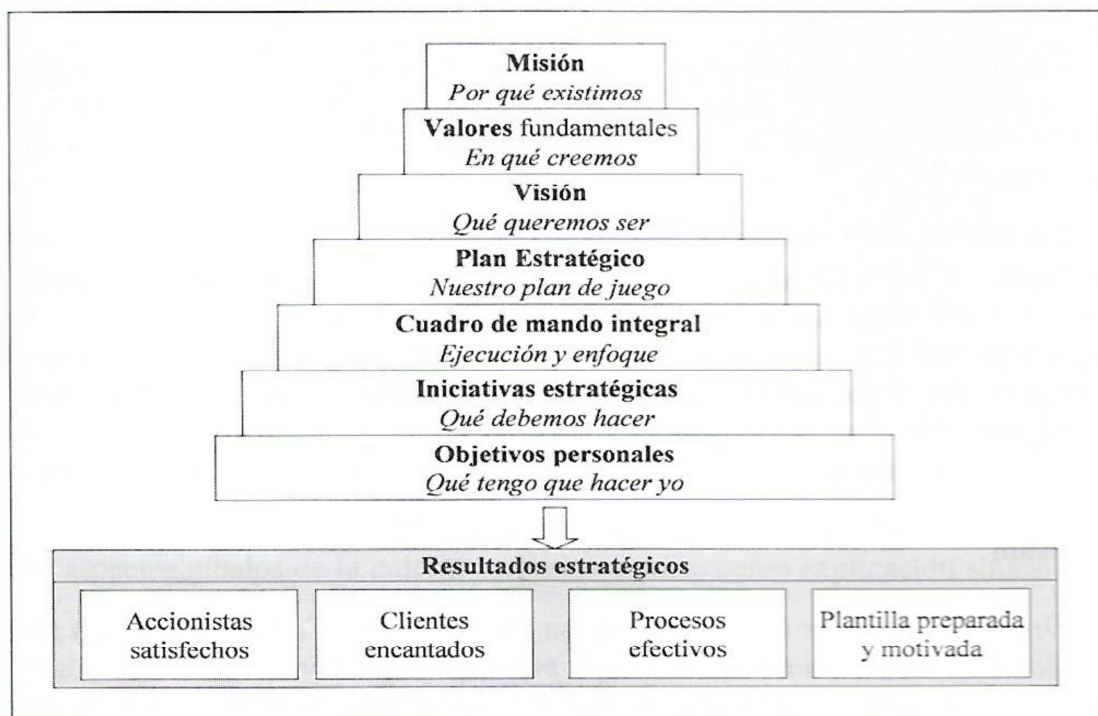 Misión
Por qué existimos
Valores fundamentales
En qué creemos
Visión
Qué queremos ser
Plan Estratégico
Nuestro plan de juego
Cuadro de mando integral
Ejecución y enfoque
Iniciativas estratégicas
Qué debemos hacer
Objetivos personales
Qué tengo que hacer yo
Resultados estratégicos
Accionistas
satisfechos
Clientes
encantados
Procesos
efectivos
Plantilla preparada
y motivada